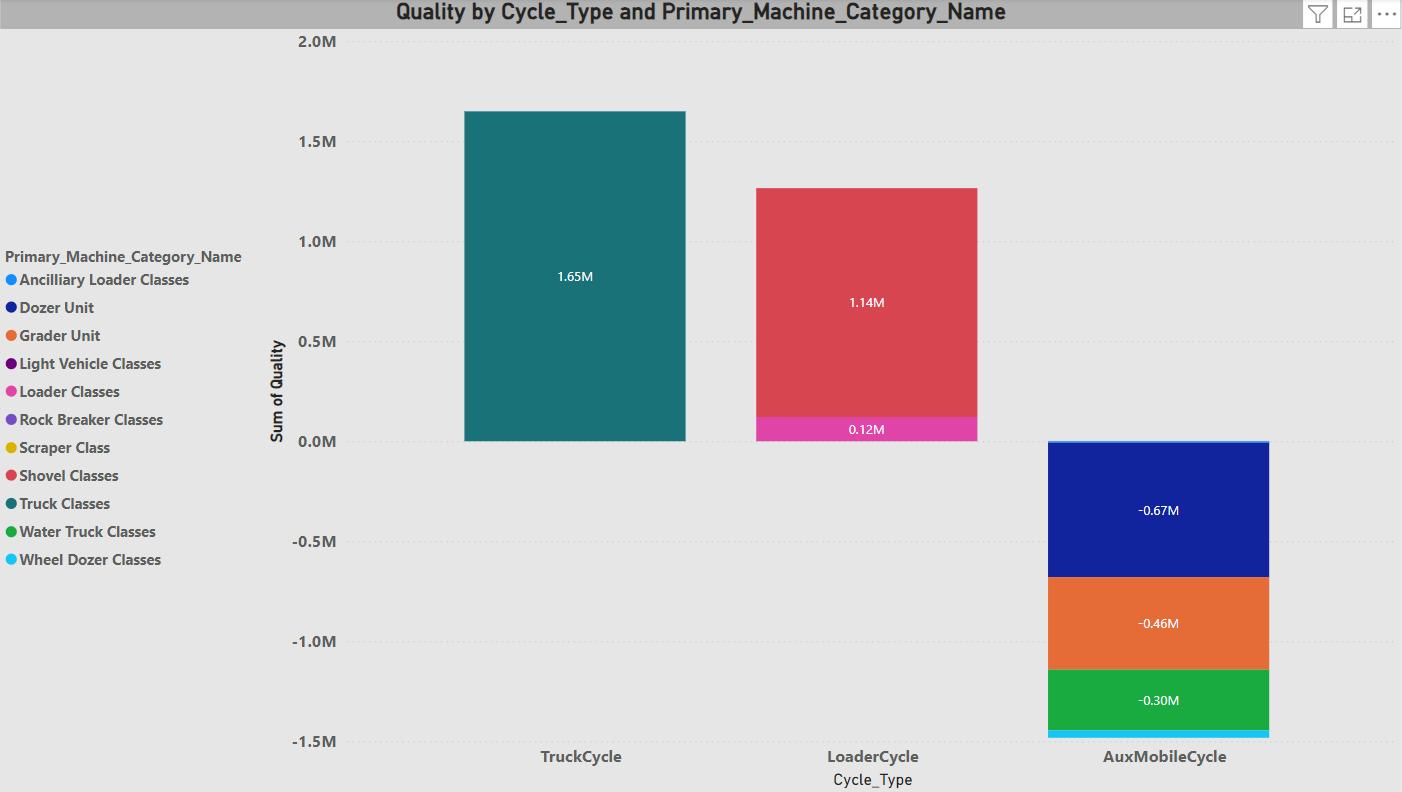 Quality by Cycle_Type and Primary_Machine_Category_Name
Primary_Machine_Category_Name
Ancilliary Loader Classes
Dozer Unit
Grader Unit
Light Vehicle Classes
Loader Classes
Rock Breaker Classes
Scraper Class
Shovel Classes
Truck Classes
Water Truck Classes
Wheel Dozer Classes
Sum of Quality
2.0M
1.5M
1.0M
0.5M
0.0M
-0.5M
-1.0M
-1.5M
1.65M
1.14M
0.12M
-0.67M
-0.46M
-0.30M
TruckCycle
LoaderCycle
AuxMobileCycle
Cycle_Type